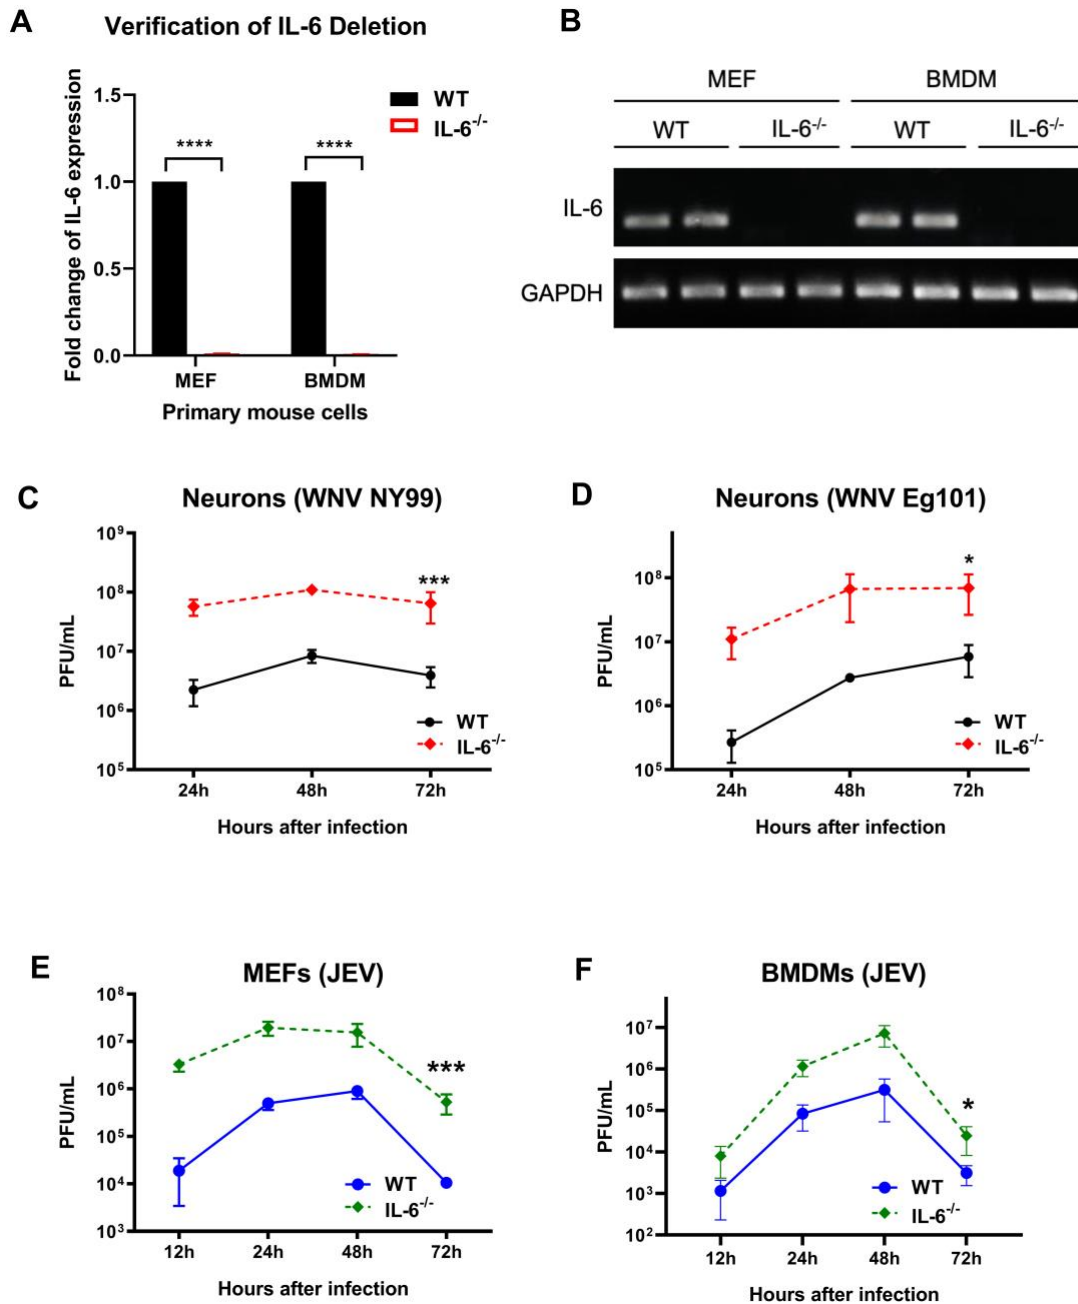 A
Verification of IL-6 Deletion
Fold change of IL-6 expression
1.5
1.0
0.5
0.0
****
****
WT
IL-6-/-
MEF
BMDM
Primary mouse cells
B
MEF
BMDM
WT
IL-6-/-
WT
IL-6-/-
IL-6
GAPDH
C
Neurons (WNV NY99)
PFU/mL
10⁹
10⁸
10⁷
10⁶
10⁵
***
WT
IL-6-/-
24h
48h
72h
Hours after infection
D
Neurons (WNV Eg101)
PFU/mL
10⁸
10⁷
10⁶
10⁵
*
WT
IL-6-/-
24h
48h
72h
Hours after infection
E
MEFs (JEV)
PFU/mL
10⁸
10⁷
10⁶
10⁵
10⁴
10³
***
WT
IL-6-/-
12h
24h
48h
72h
Hours after infection
F
BMDMs (JEV)
PFU/mL
10⁷
10⁶
10⁵
10⁴
10³
10²
*
WT
IL-6-/-
12h
24h
48h
72h
Hours after infection